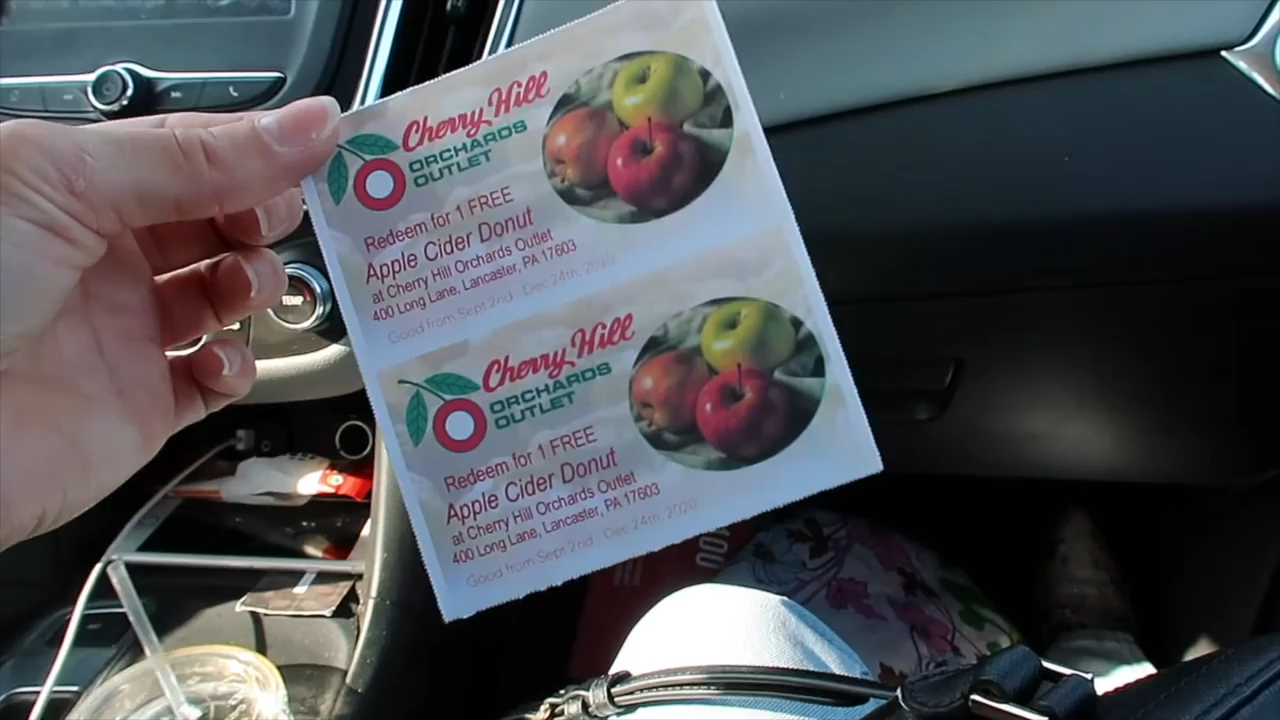 Cherry Hill
ORCHARDS
OUTLET
Redeem for 1 FREE
Apple Cider Donut
at Cherry Hill Orchards Outlet
400 Long Lane, Lancaster, PA 17603
Good from Sept 2nd - Dec 24th, 2020
Cherry Hill
ORCHARDS
OUTLET
Redeem for 1 FREE
Apple Cider Donut
at Cherry Hill Orchards Outlet
400 Long Lane, Lancaster, PA 17603
Good from Sept 2nd - Dec 24th, 2020
TEMP